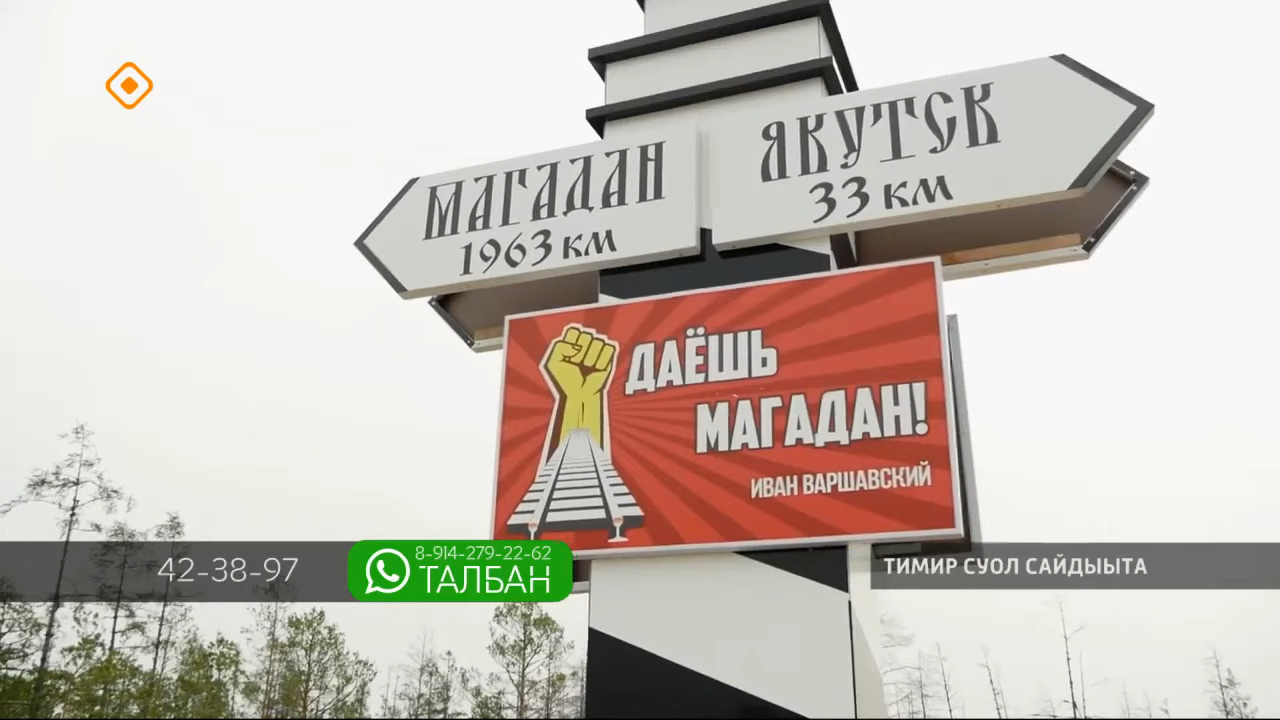 МАГАДАН
1963 км
ЯКУТСК
33 км
ДАЁШЬ
МАГАДАН!
ИВАН ВАРШАВСКИЙ
42-38-97
8-914-279-22-62
ТАЛБАН
ТИМИР СУОЛ САЙДЫЫТА